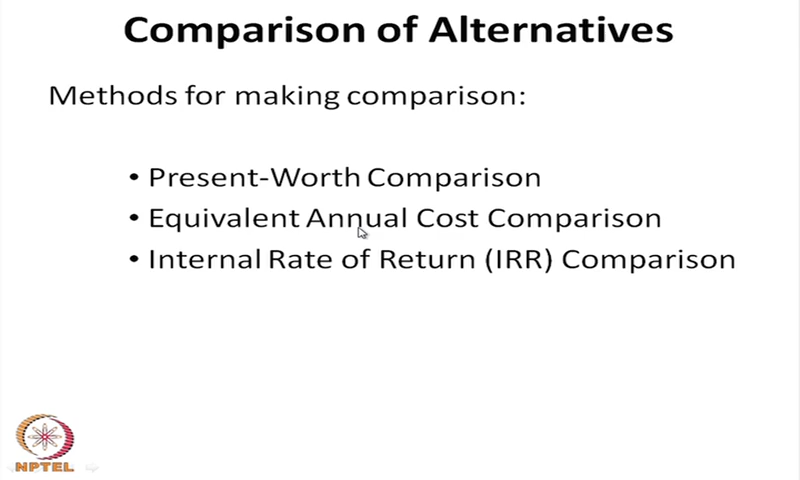 Comparison of Alternatives
Methods for making comparison:
• Present-Worth Comparison
• Equivalent Annual Cost Comparison
• Internal Rate of Return (IRR) Comparison
NPTEL